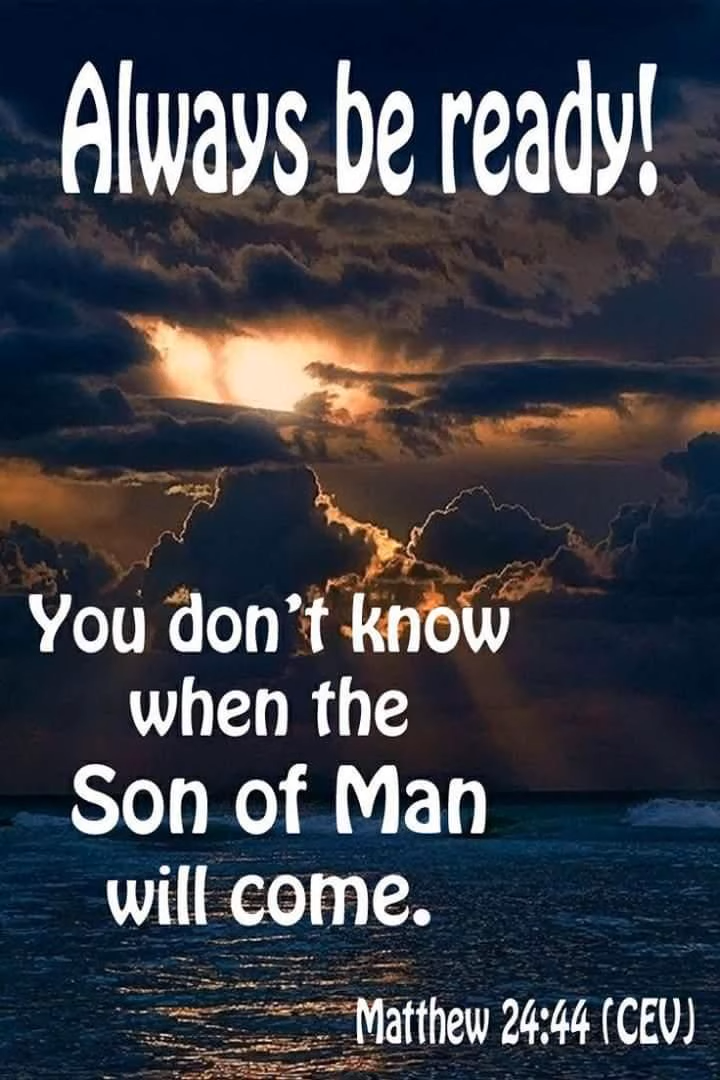 Always be ready!
You don't know
when the
Son of Man
will come.
Matthew 24:44 (CEV)